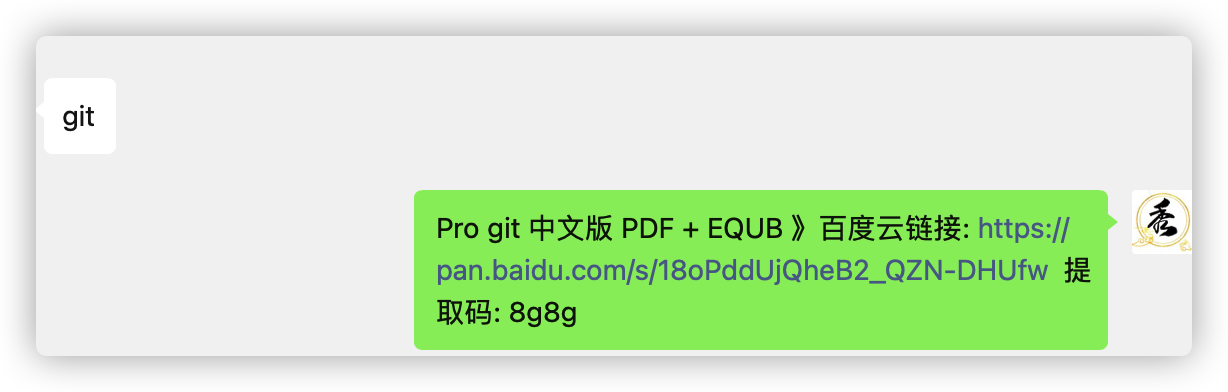 git
Pro git 中文版 PDF + EQUB 》百度云链接: https://
pan.baidu.com/s/18oPddUjQheB2_QZN-DHUfw 提
取码: 8g8g
秀